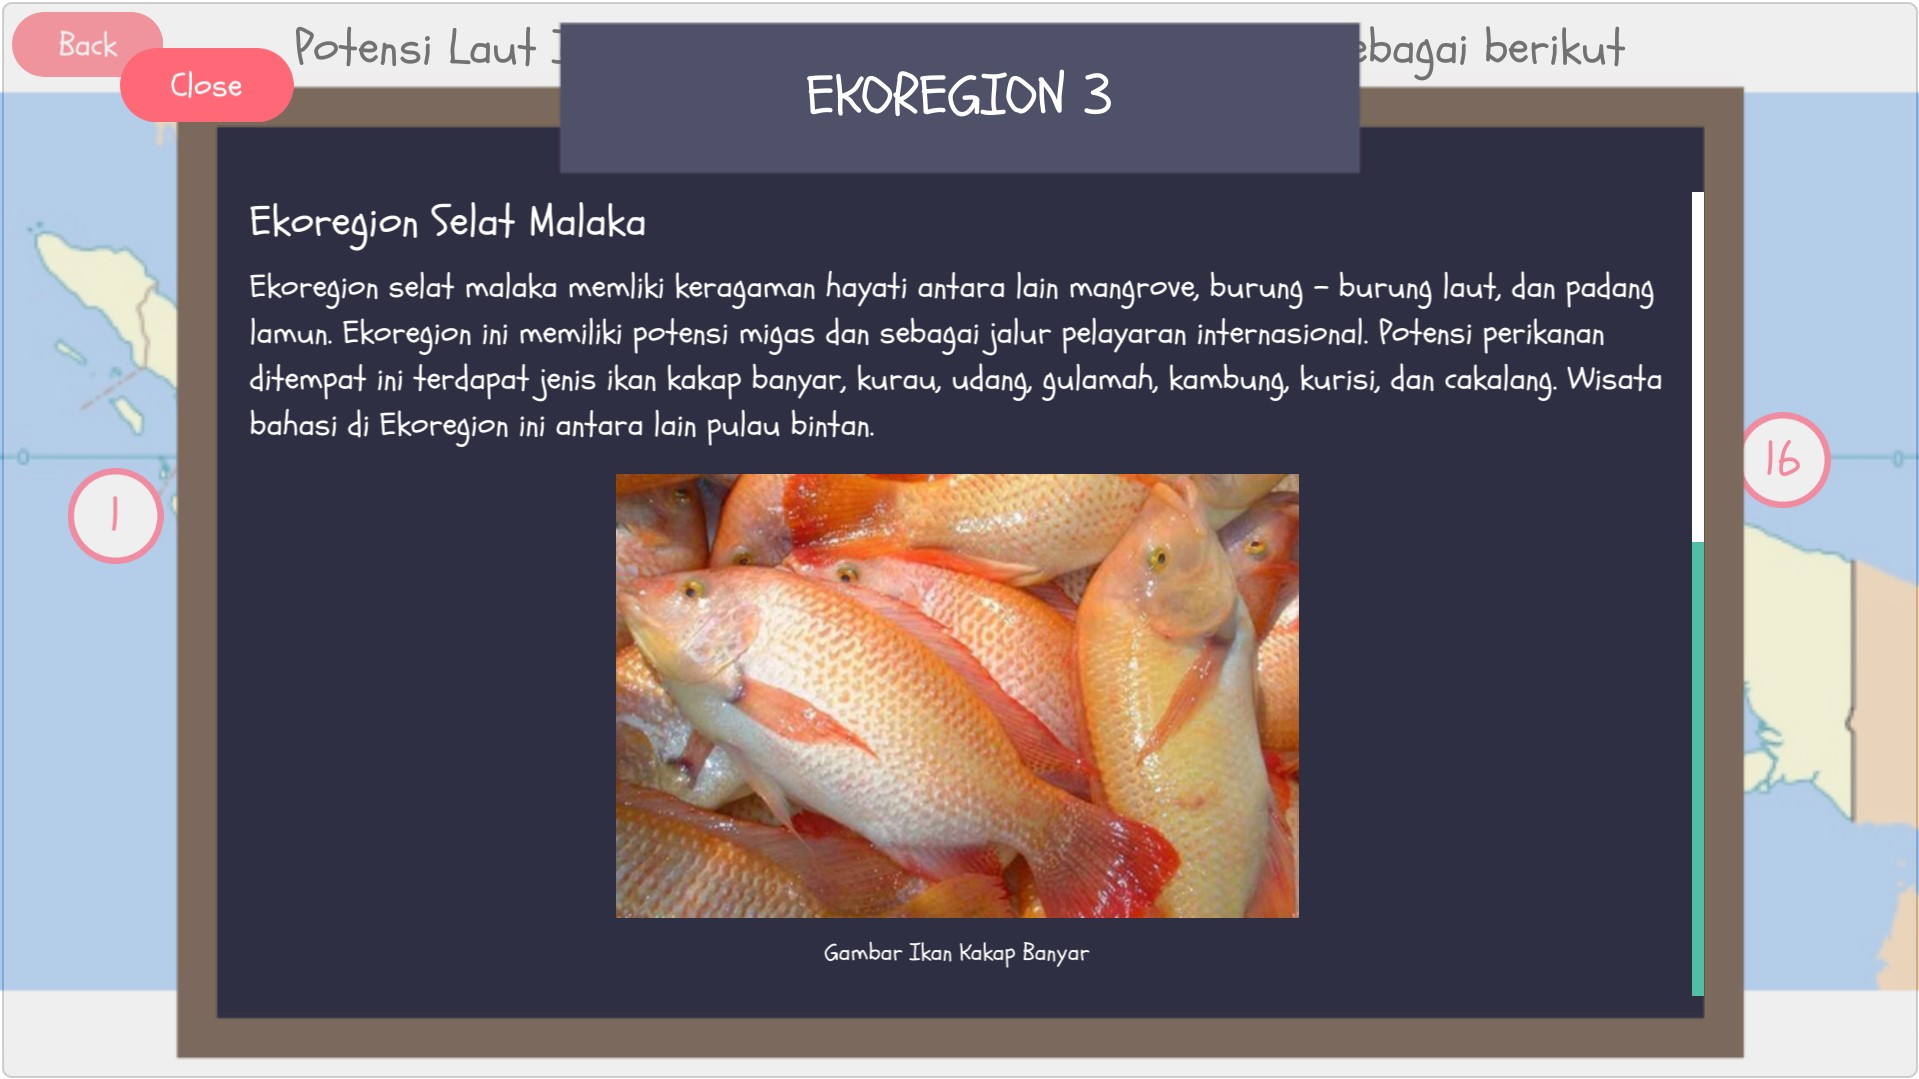 Back
Potensi Laut
ebagai berikut
Close
EKOREGION 3
Ekoregion Selat Malaka
Ekoregion selat malaka memliki keragaman hayati antara lain mangrove, burung - burung laut, dan padang
lamun. Ekoregion ini memiliki potensi migas dan sebagai jalur pelayaran internasional. Potensi perikanan
ditempat ini terdapat jenis ikan kakap banyar, kurau, udang, gulamah, kambung, kurisi, dan cakalang. Wisata
bahasi di Ekoregion ini antara lain pulau bintan.
0
0
16
1
Gambar Ikan Kakap Banyar